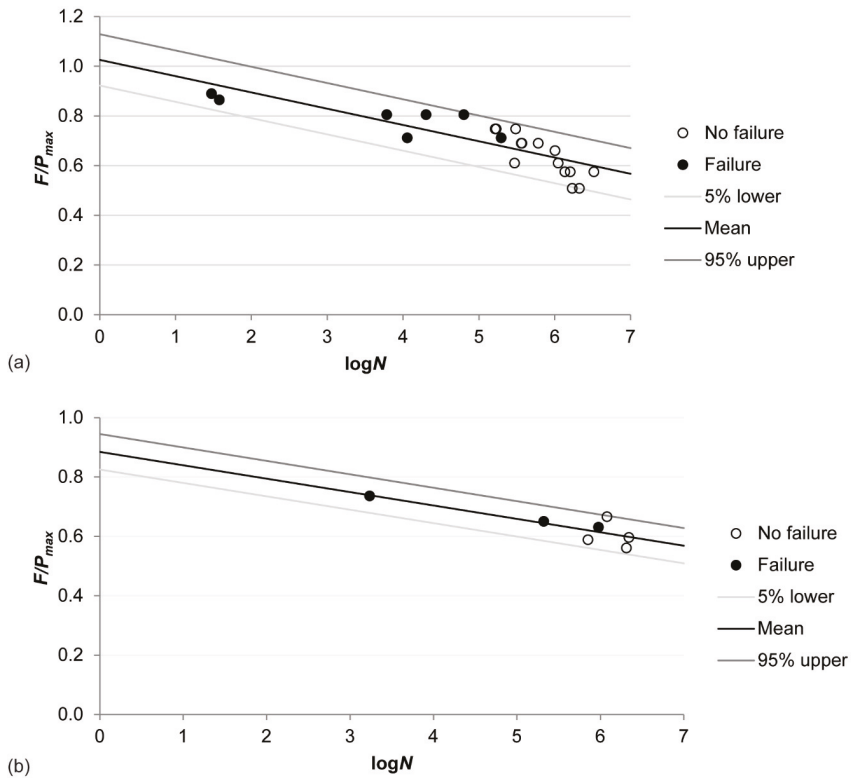 1.2
1.0
0.8
0.6
0.4
0.2
0.0
F/Pmax
0 1 2 3 4 5 6 7
logN
No failure
Failure
5% lower
Mean
95% upper
(a)
1.0
0.8
0.6
0.4
0.2
0.0
F/Pmax
0 1 2 3 4 5 6 7
logN
No failure
Failure
5% lower
Mean
95% upper
(b)